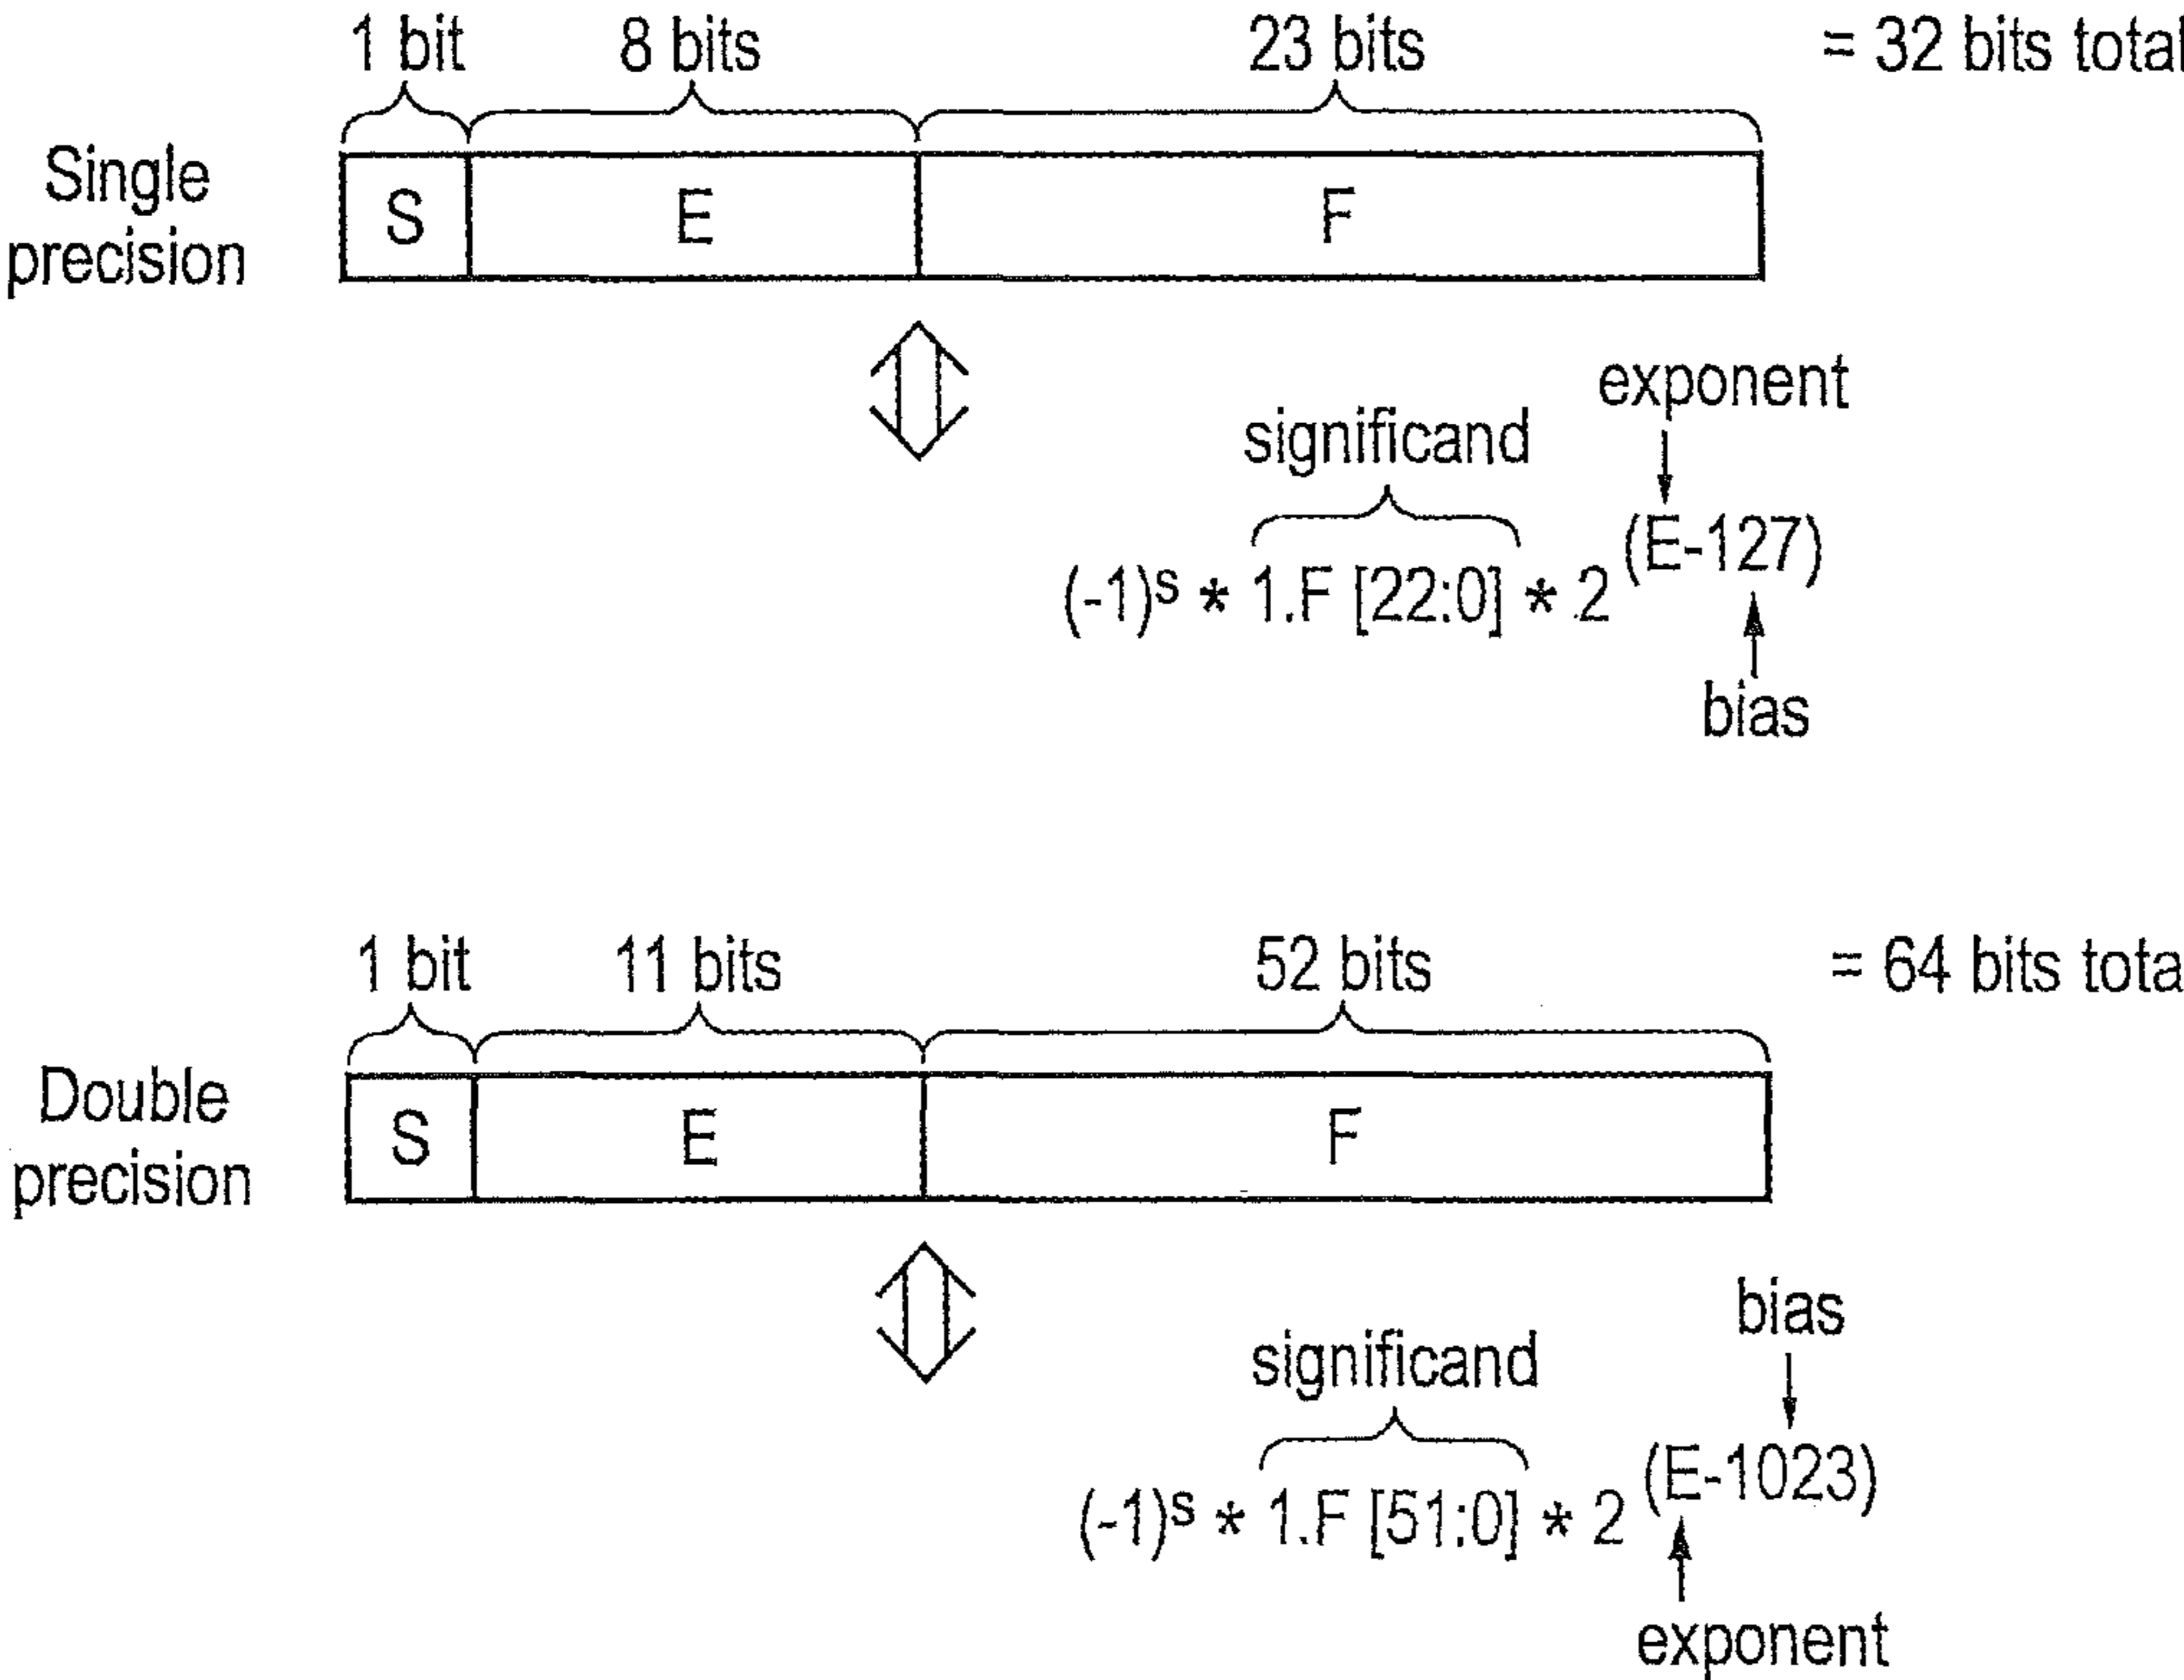 1 bit 8 bits 23 bits = 32 bits total
Single
precision
S E F
exponent
significand
(-1)^S * 1.F [22:0] * 2^(E-127)
bias
1 bit 11 bits 52 bits = 64 bits tota
Double
precision
S E F
bias
significand
(-1)^S * 1.F [51:0] * 2^(E-1023)
exponent